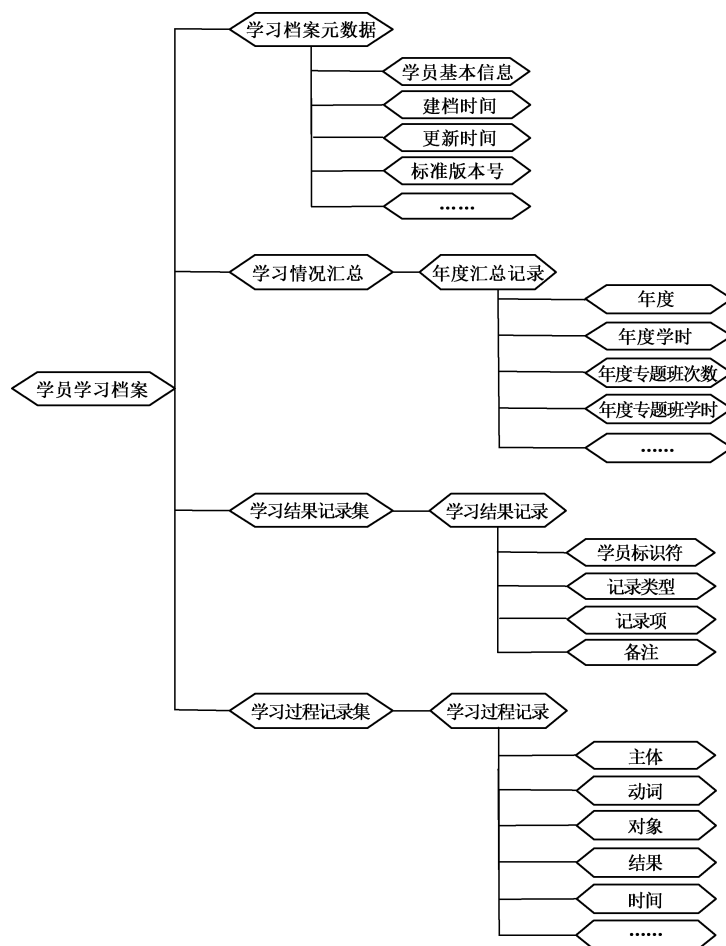 学习档案元数据
学员基本信息
建档时间
更新时间
标准版本号
……
学习情况汇总
年度汇总记录
年度
年度学时
年度专题班次数
年度专题班学时
……
学员学习档案
学习结果记录集
学习结果记录
学员标识符
记录类型
记录项
备注
学习过程记录集
学习过程记录
主体
动词
对象
结果
时间
……